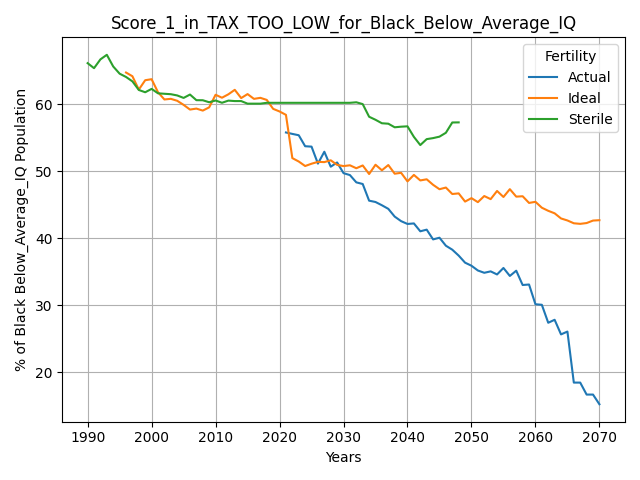 Score_1_in_TAX_TOO_LOW_for_Black_Below_Average_IQ
Fertility
Actual
Ideal
Sterile
% of Black Below_Average_IQ Population
60
50
40
30
20
1990 2000 2010 2020 2030 2040 2050 2060 2070
Years